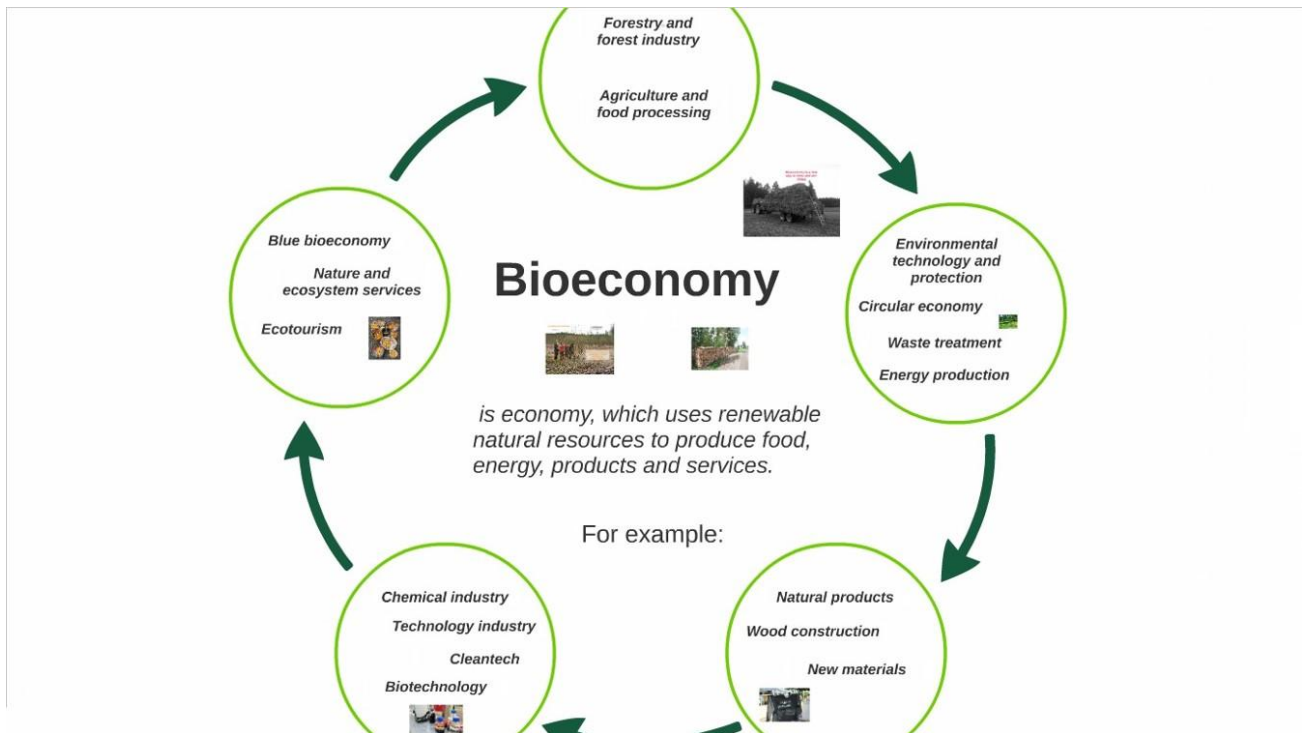 Forestry and
forest industry
Agriculture and
food processing
Environmental
technology and
protection
Circular economy
Waste treatment
Energy production
Natural products
Wood construction
New materials
Chemical industry
Technology industry
Cleantech
Biotechnology
Blue bioeconomy
Nature and
ecosystem services
Ecotourism
Bioeconomy
is economy, which uses renewable
natural resources to produce food,
energy, products and services.
For example: